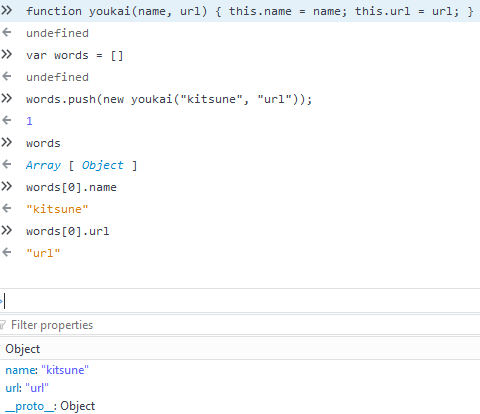 >> function youkai(name, url) { this.name = name; this.url = url; }
← undefined
>> var words = []
← undefined
>> words.push(new youkai("kitsune", "url"));
← 1
>> words
← Array [ Object ]
>> words[0].name
← "kitsune"
>> words[0].url
← "url"
Filter properties
Object
name: "kitsune"
url: "url"
__proto__: Object